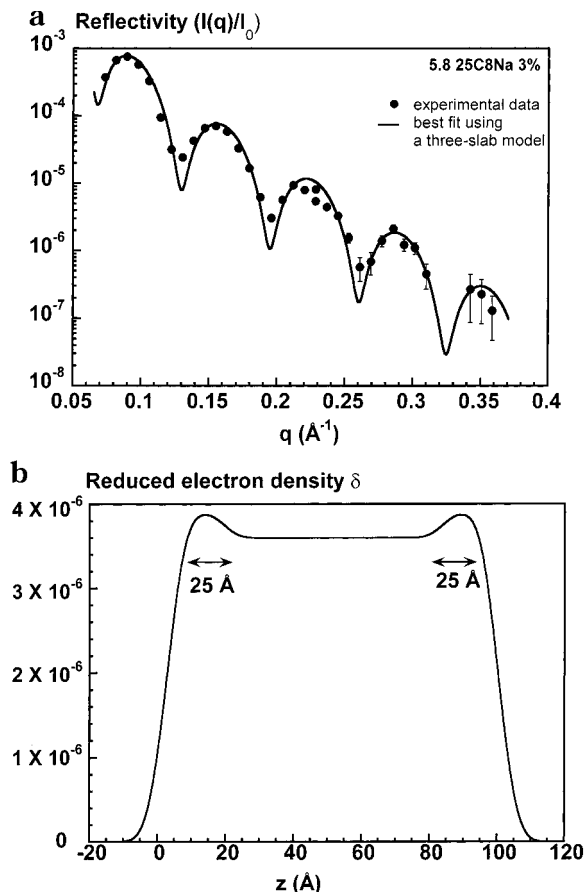 a
Reflectivity (I(q)/I₀)
10⁻³
10⁻⁴
10⁻⁵
10⁻⁶
10⁻⁷
10⁻⁸
5.8 25C8Na 3%
experimental data
best fit using
a three-slab model
0.05 0.1 0.15 0.2 0.25 0.3 0.35 0.4
q (Å⁻¹)
b
Reduced electron density δ
4 X 10⁻⁶
3 X 10⁻⁶
2 X 10⁻⁶
1 X 10⁻⁶
0
25 Å 25 Å
-20 0 20 40 60 80 100 120
z (Å)